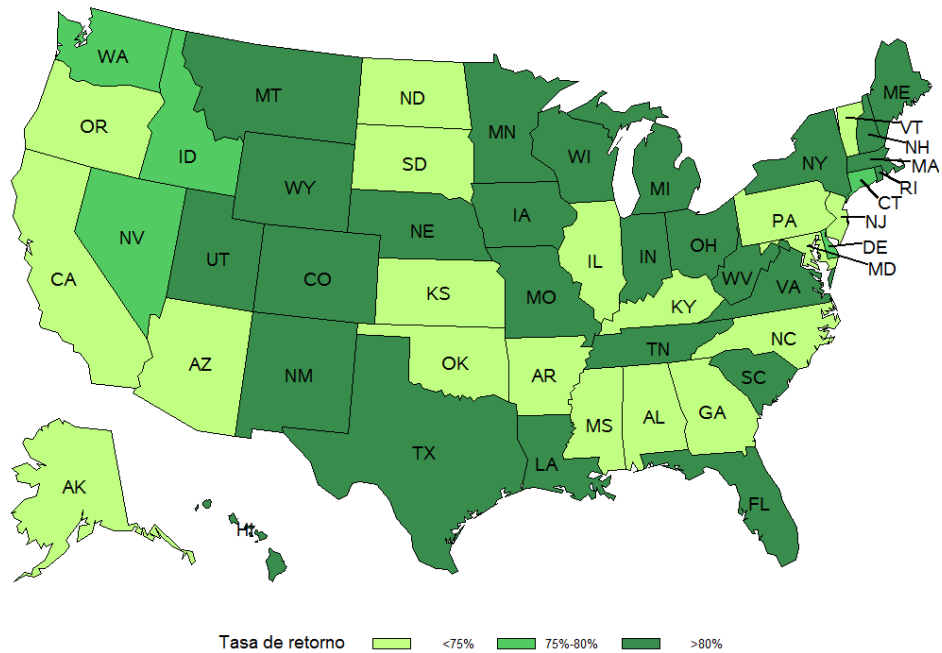 WA
ME
MT
ND
VT
OR
MN
NH
ID
SD
WI
NY
MA
WY
MI
RI
CT
IA
PA
NJ
NE
NV
OH
IL
IN
DE
UT
MD
CA
CO
WV
VA
KS
MO
KY
NC
TN
AZ
OK
NM
AR
SC
MS
AL
GA
TX
LA
AK
FL
HI
Tasa de retorno <75% 75%-80% >80%